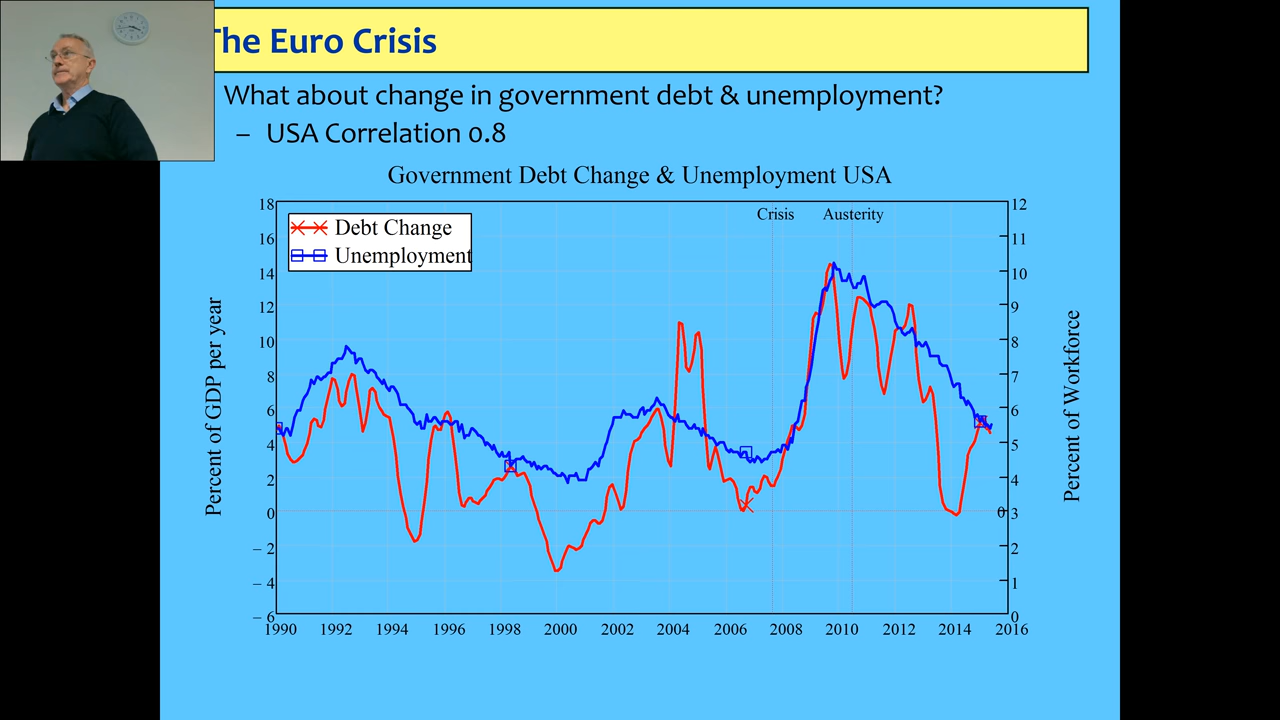 The Euro Crisis
What about change in government debt & unemployment?
– USA Correlation 0.8
Government Debt Change & Unemployment USA
Crisis Austerity
Debt Change
Unemployment
Percent of GDP per year
18
16
14
12
10
8
6
4
2
0
– 2
– 4
– 6
12
11
10
9
8
7
6
5
4
0 3
2
1
0
Percent of Workforce
1990 1992 1994 1996 1998 2000 2002 2004 2006 2008 2010 2012 2014 2016